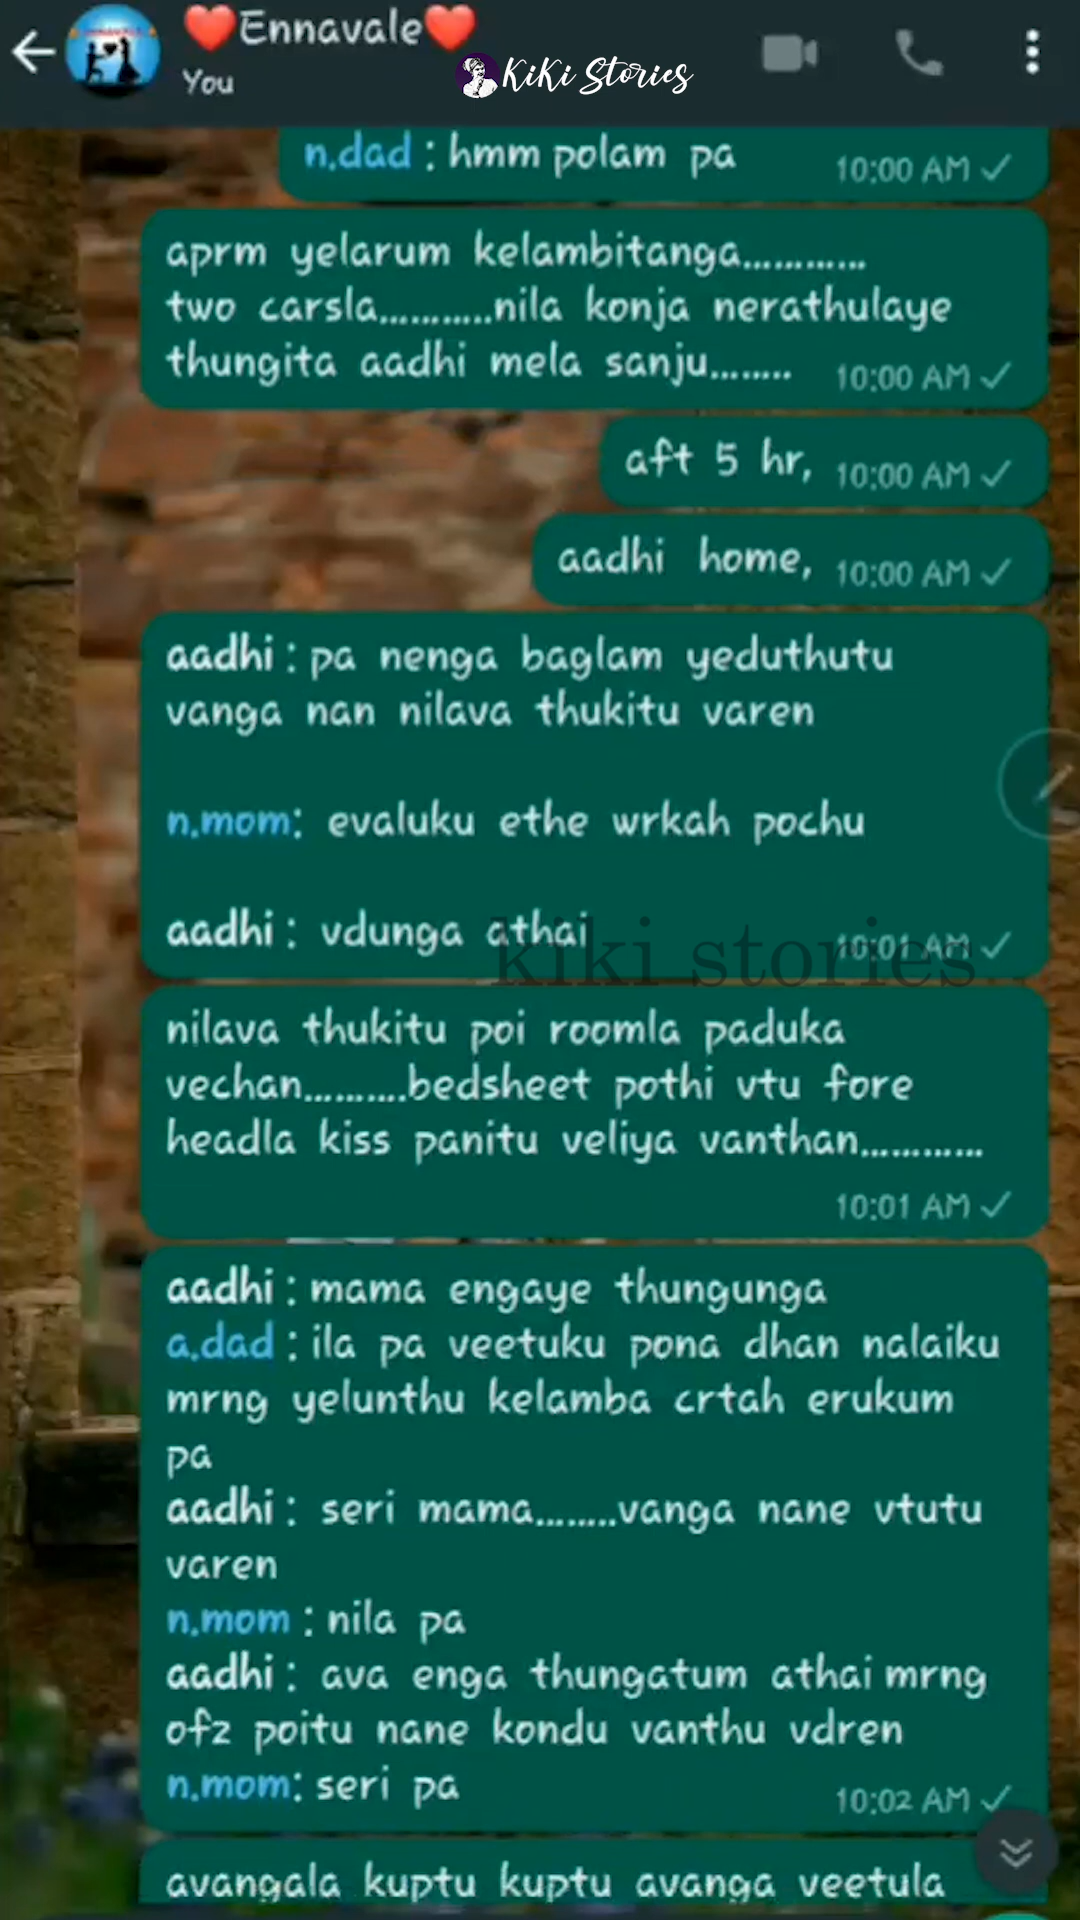 ❤️Ennavale❤️
You
KiKi Stories
n.dad : hmm polam pa
10:00 AM
aprm yelarum kelambitanga............
two carsla...........nila konja nerathulaye
thungita aadhi mela sanju........
10:00 AM
aft 5 hr,
10:00 AM
aadhi home,
10:00 AM
aadhi : pa nenga baglam yeduthutu
vanga nan nilava thukitu varen
n.mom: evaluku ethe wrkah pochu
aadhi : vdunga athai
10:01 AM
kiki stories
nilava thukitu poi roomla paduka
vechan..........bedsheet pothi vtu fore
headla kiss panitu veliya vanthan............
10:01 AM
aadhi : mama engaye thungunga
a.dad : ila pa veetuku pona dhan nalaiku
mrng yelunthu kelamba crtah erukum
pa
aadhi : seri mama........vanga nane vtutu
varen
n.mom : nila pa
aadhi : ava enga thungatum athai mrng
ofz poitu nane kondu vanthu vdren
n.mom: seri pa
10:02 AM
avangala kuptu kuptu avanga veetula